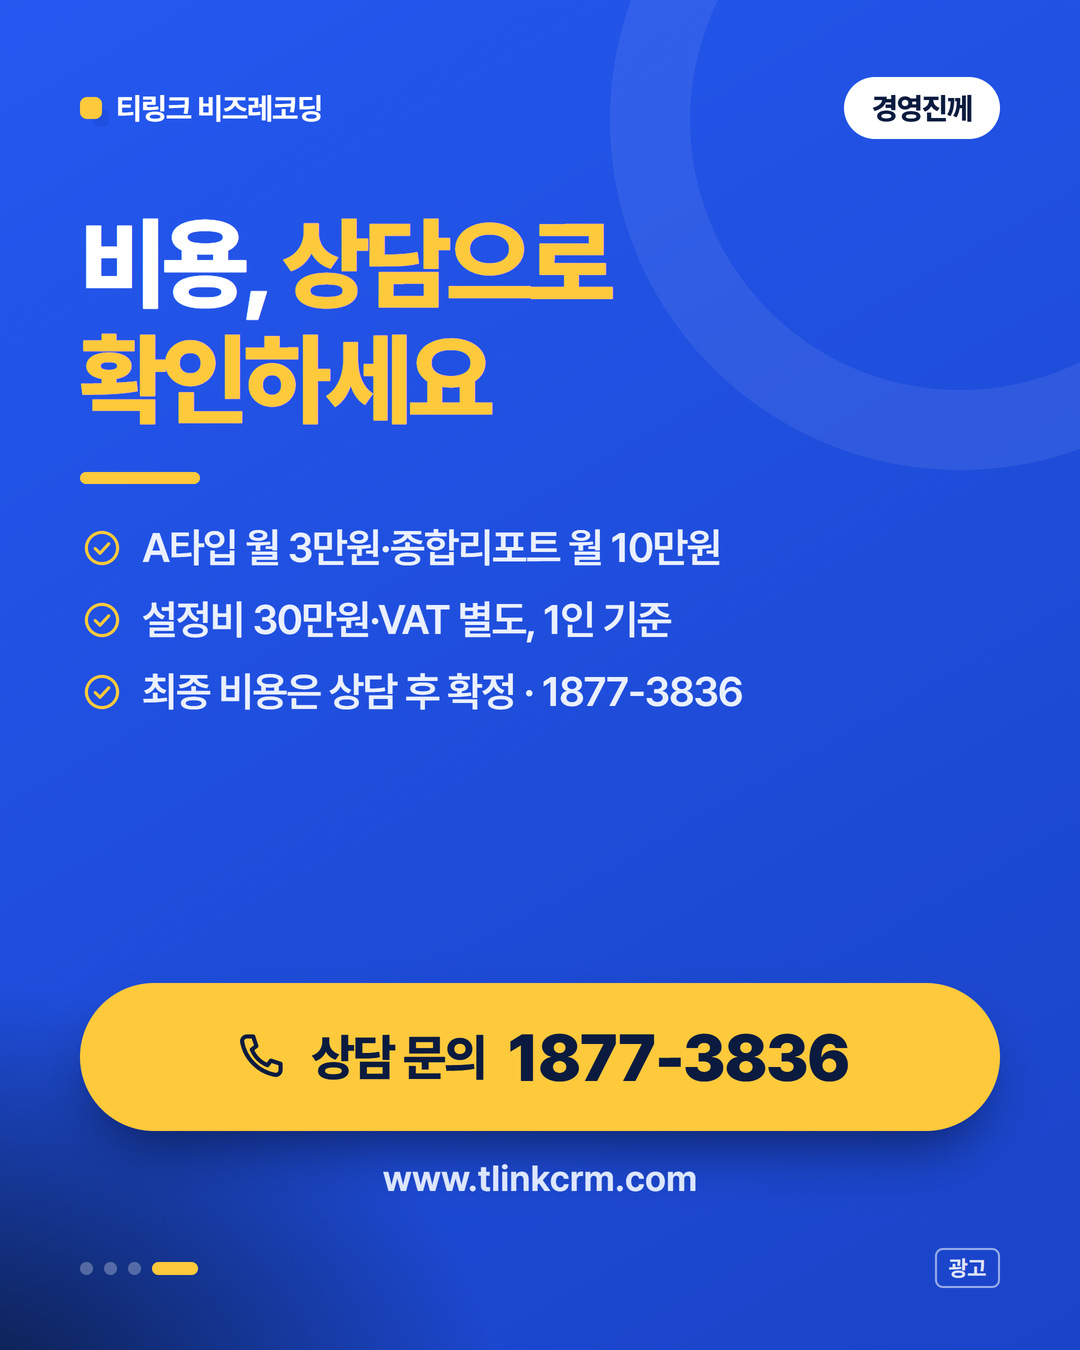 티링크 비즈레코딩
경영진께
비용, 상담으로
확인하세요
A타입 월 3만원·종합리포트 월 10만원
설정비 30만원·VAT 별도, 1인 기준
최종 비용은 상담 후 확정 · 1877-3836
상담 문의 1877-3836
www.tlinkcrm.com
광고